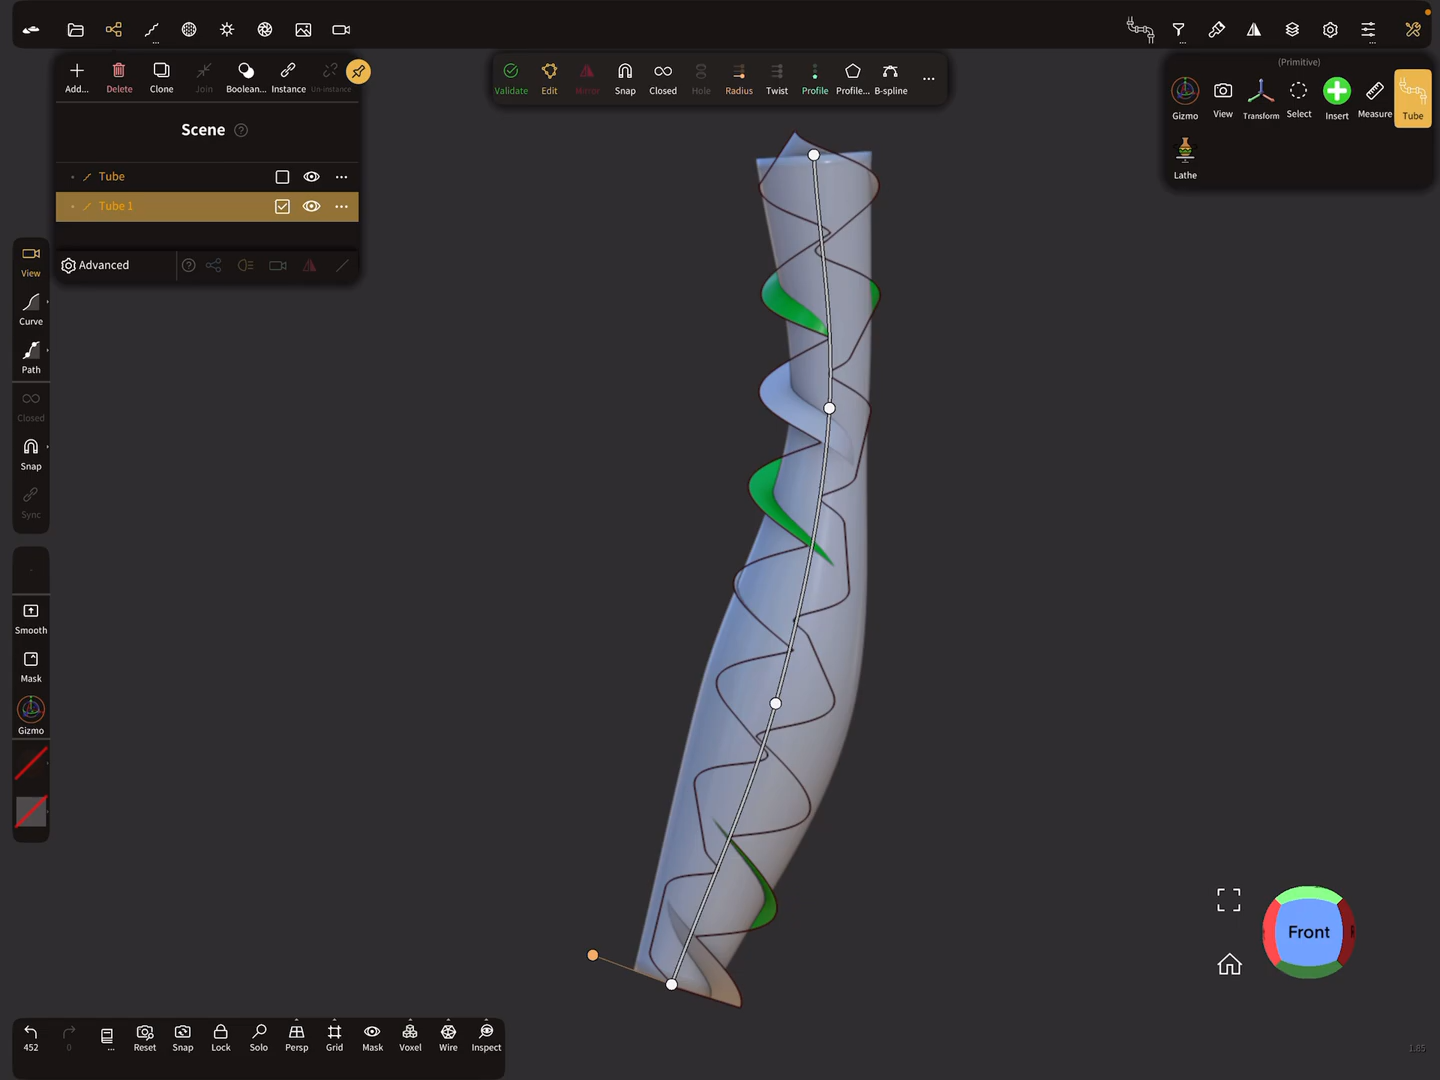 (Primitive)
Add...
Delete
Clone
Join
Boolean...
Instance
Un-instance
Validate
Edit
Mirror
Snap
Closed
Hole
Radius
Twist
Profile
Profile...
B-spline
...
Gizmo
View
Transform
Select
Insert
Measure
Tube
Lathe
Scene
?
Tube
...
Tube 1
...
Advanced
?
View
Curve
Path
Closed
Snap
Sync
Smooth
Mask
Gizmo
Front
452
0
...
Reset
Snap
Lock
Solo
Persp
Grid
Mask
Voxel
Wire
Inspect
1.85